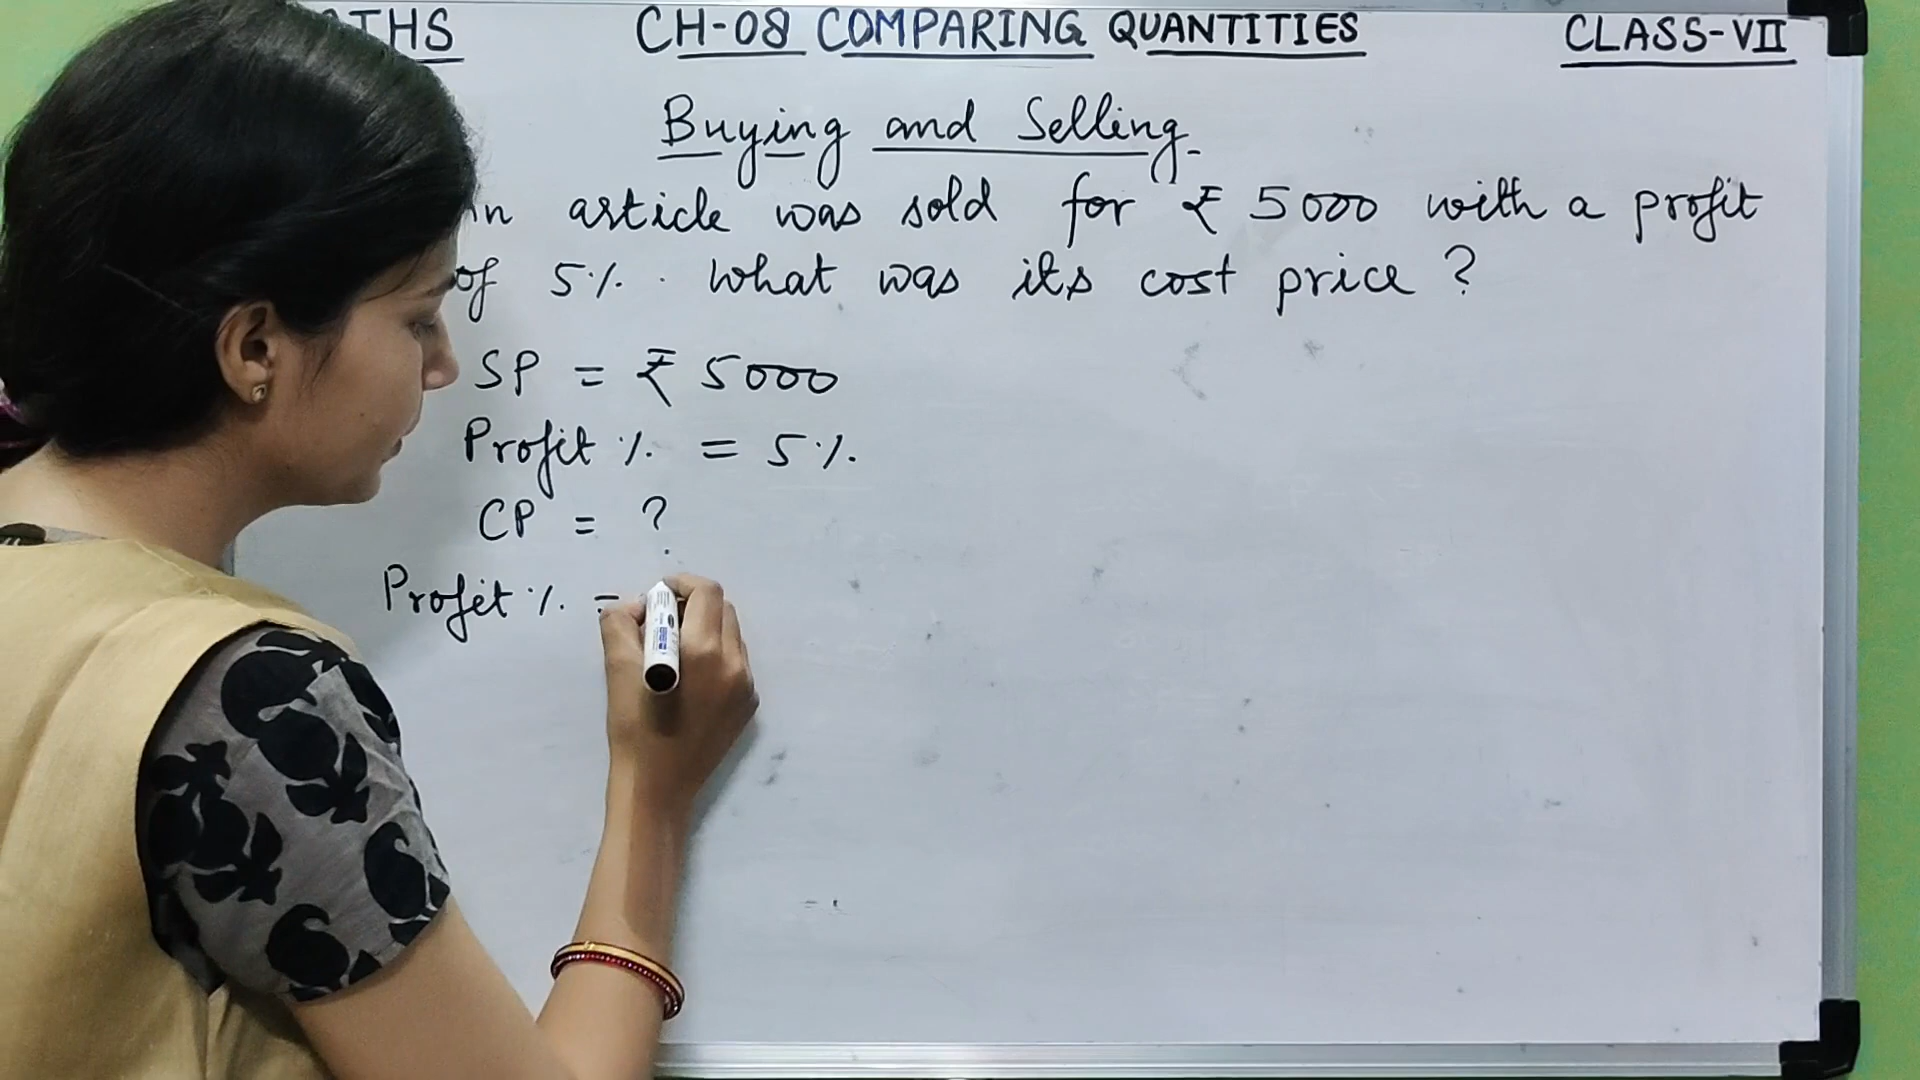 THS CH-08 COMPARING QUANTITIES CLASS-VII
Buying and Selling
n article was sold for ₹ 5000 with a profit
of 5%. What was its cost price ?
SP = ₹ 5000
Profit % = 5%.
CP = ?
Profit % =